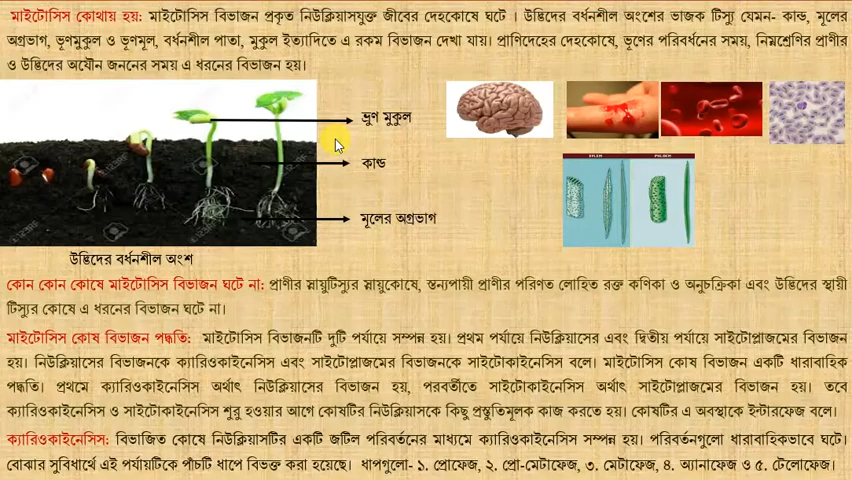 মাইটোসিস কোথায় হয়: মাইটোসিস বিভাজন প্রকৃত নিউক্লিয়াসযুক্ত জীবের দেহকোষে ঘটে । উদ্ভিদের বর্ধনশীল অংশের ভাজক টিস্যু যেমন- কান্ড, মূলের
অগ্রভাগ, ভূণমুকুল ও ভূণমূল, বর্ধনশীল পাতা, মুকুল ইত্যাদিতে এ রকম বিভাজন দেখা যায়। প্রাণিদেহের দেহকোষে, ভূণের পরিবর্ধনের সময়, নিম্নশ্রেণির প্রাণীর
ও উদ্ভিদের অযৌন জননের সময় এ ধরনের বিভাজন হয়।
ভ্রুণ মুকুল
কান্ড
মূলের অগ্রভাগ
উদ্ভিদের বর্ধনশীল অংশ
কোন কোন কোষে মাইটোসিস বিভাজন ঘটে না: প্রাণীর স্নায়ুটিস্যুর স্নায়ুকোষে, স্তন্যপায়ী প্রাণীর পরিণত লোহিত রক্ত কণিকা ও অনুচক্রিকা এবং উদ্ভিদের স্থায়ী
টিস্যুর কোষে এ ধরনের বিভাজন ঘটে না।
মাইটোসিস কোষ বিভাজন পদ্ধতি: মাইটোসিস বিভাজনটি দুটি পর্যায়ে সম্পন্ন হয়। প্রথম পর্যায়ে নিউক্লিয়াসের এবং দ্বিতীয় পর্যায়ে সাইটোপ্লাজমের বিভাজন
হয়। নিউক্লিয়াসের বিভাজনকে ক্যারিওকাইনেসিস এবং সাইটোপ্লাজমের বিভাজনকে সাইটোকাইনেসিস বলে। মাইটোসিস কোষ বিভাজন একটি ধারাবাহিক
পদ্ধতি। প্রথমে ক্যারিওকাইনেসিস অর্থাৎ নিউক্লিয়াসের বিভাজন হয়, পরবর্তীতে সাইটোকাইনেসিস অর্থাৎ সাইটোপ্লাজমের বিভাজন হয়। তবে
ক্যারিওকাইনেসিস ও সাইটোকাইনেসিস শুরু হওয়ার আগে কোষটির নিউক্লিয়াসকে কিছু প্রস্তুতিমূলক কাজ করতে হয়। কোষটির এ অবস্থাকে ইন্টারফেজ বলে।
ক্যারিওকাইনেসিস: বিভাজিত কোষে নিউক্লিয়াসটির একটি জটিল পরিবর্তনের মাধ্যমে ক্যারিওকাইনেসিস সম্পন্ন হয়। পরিবর্তনগুলো ধারাবাহিকভাবে ঘটে।
বোঝার সুবিধার্থে এই পর্যায়টিকে পাঁচটি ধাপে বিভক্ত করা হয়েছে। ধাপগুলো- ১. প্রোফেজ, ২. প্রো-মেটাফেজ, ৩. মেটাফেজ, ৪. অ্যানাফেজ ও ৫. টেলোফেজ।